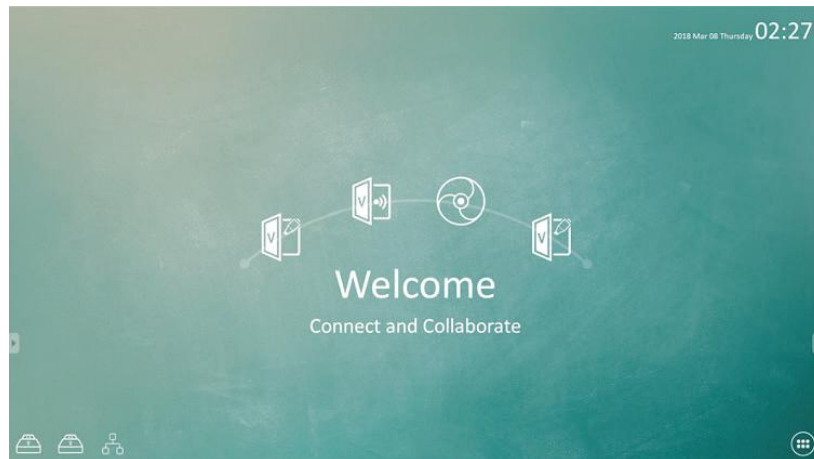 2018 Mar 08 Thursday 02:27
V
V
V
Welcome
Connect and Collaborate